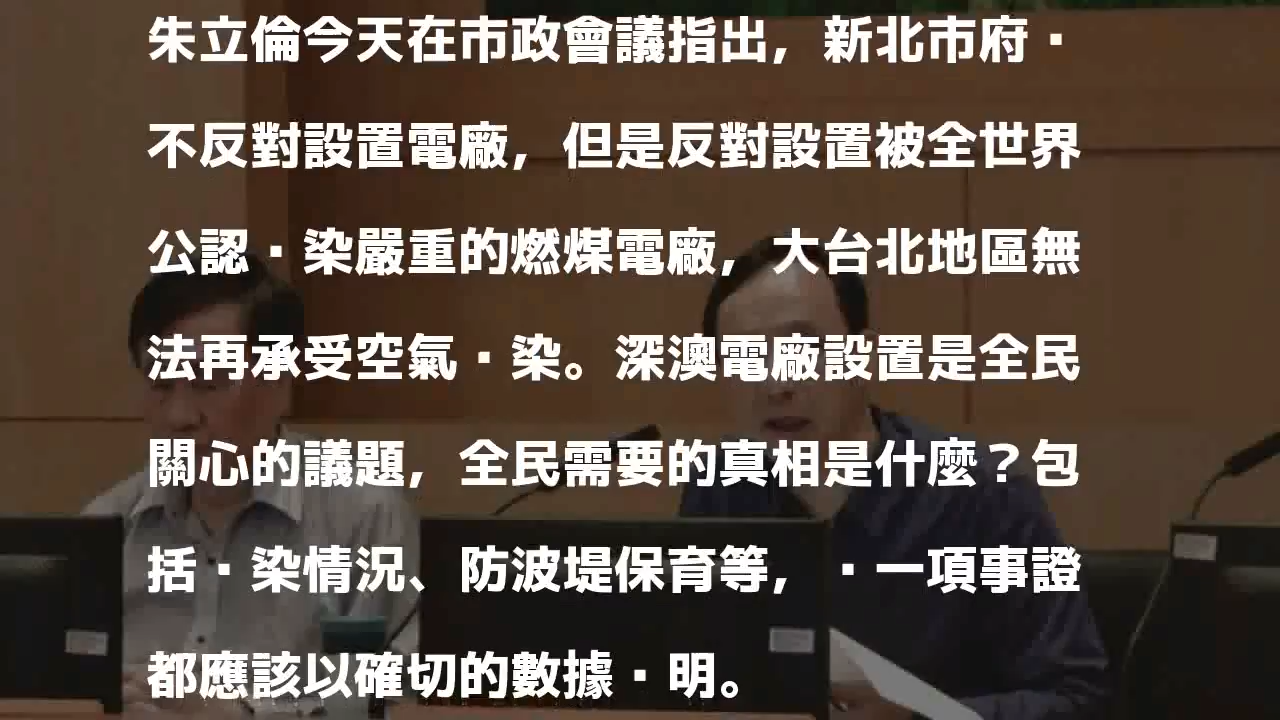 朱立倫今天在市政會議指出，新北市府·
不反對設置電廠，但是反對設置被全世界
公認·染嚴重的燃煤電廠，大台北地區無
法再承受空氣·染。深澳電廠設置是全民
關心的議題，全民需要的真相是什麼？包
括·染情況、防波堤保育等，·一項事證
都應該以確切的數據·明。